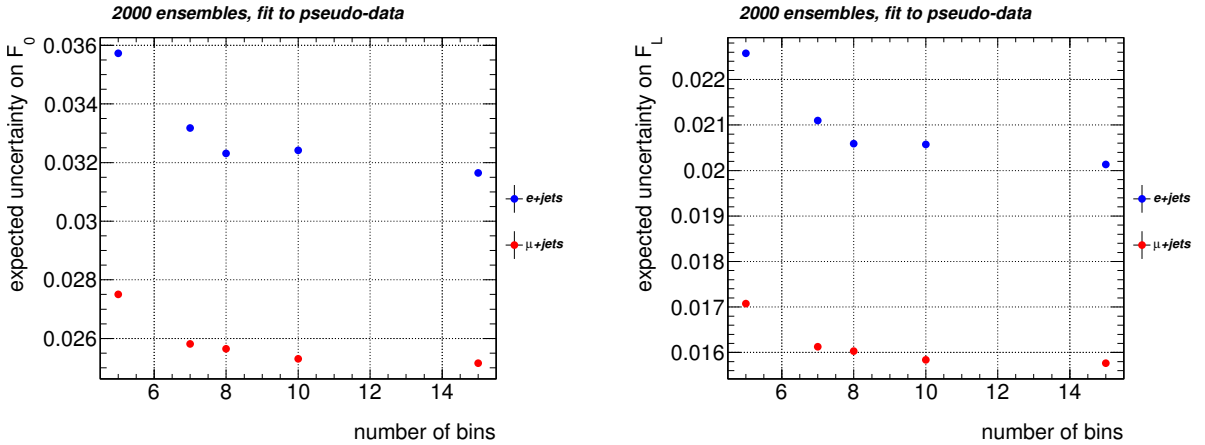 2000 ensembles, fit to pseudo-data
expected uncertainty on F_0
0.036
0.034
0.032
0.03
0.028
0.026
6 8 10 12 14
number of bins
e+jets
μ+jets
2000 ensembles, fit to pseudo-data
expected uncertainty on F_L
0.022
0.021
0.02
0.019
0.018
0.017
0.016
6 8 10 12 14
number of bins
e+jets
μ+jets